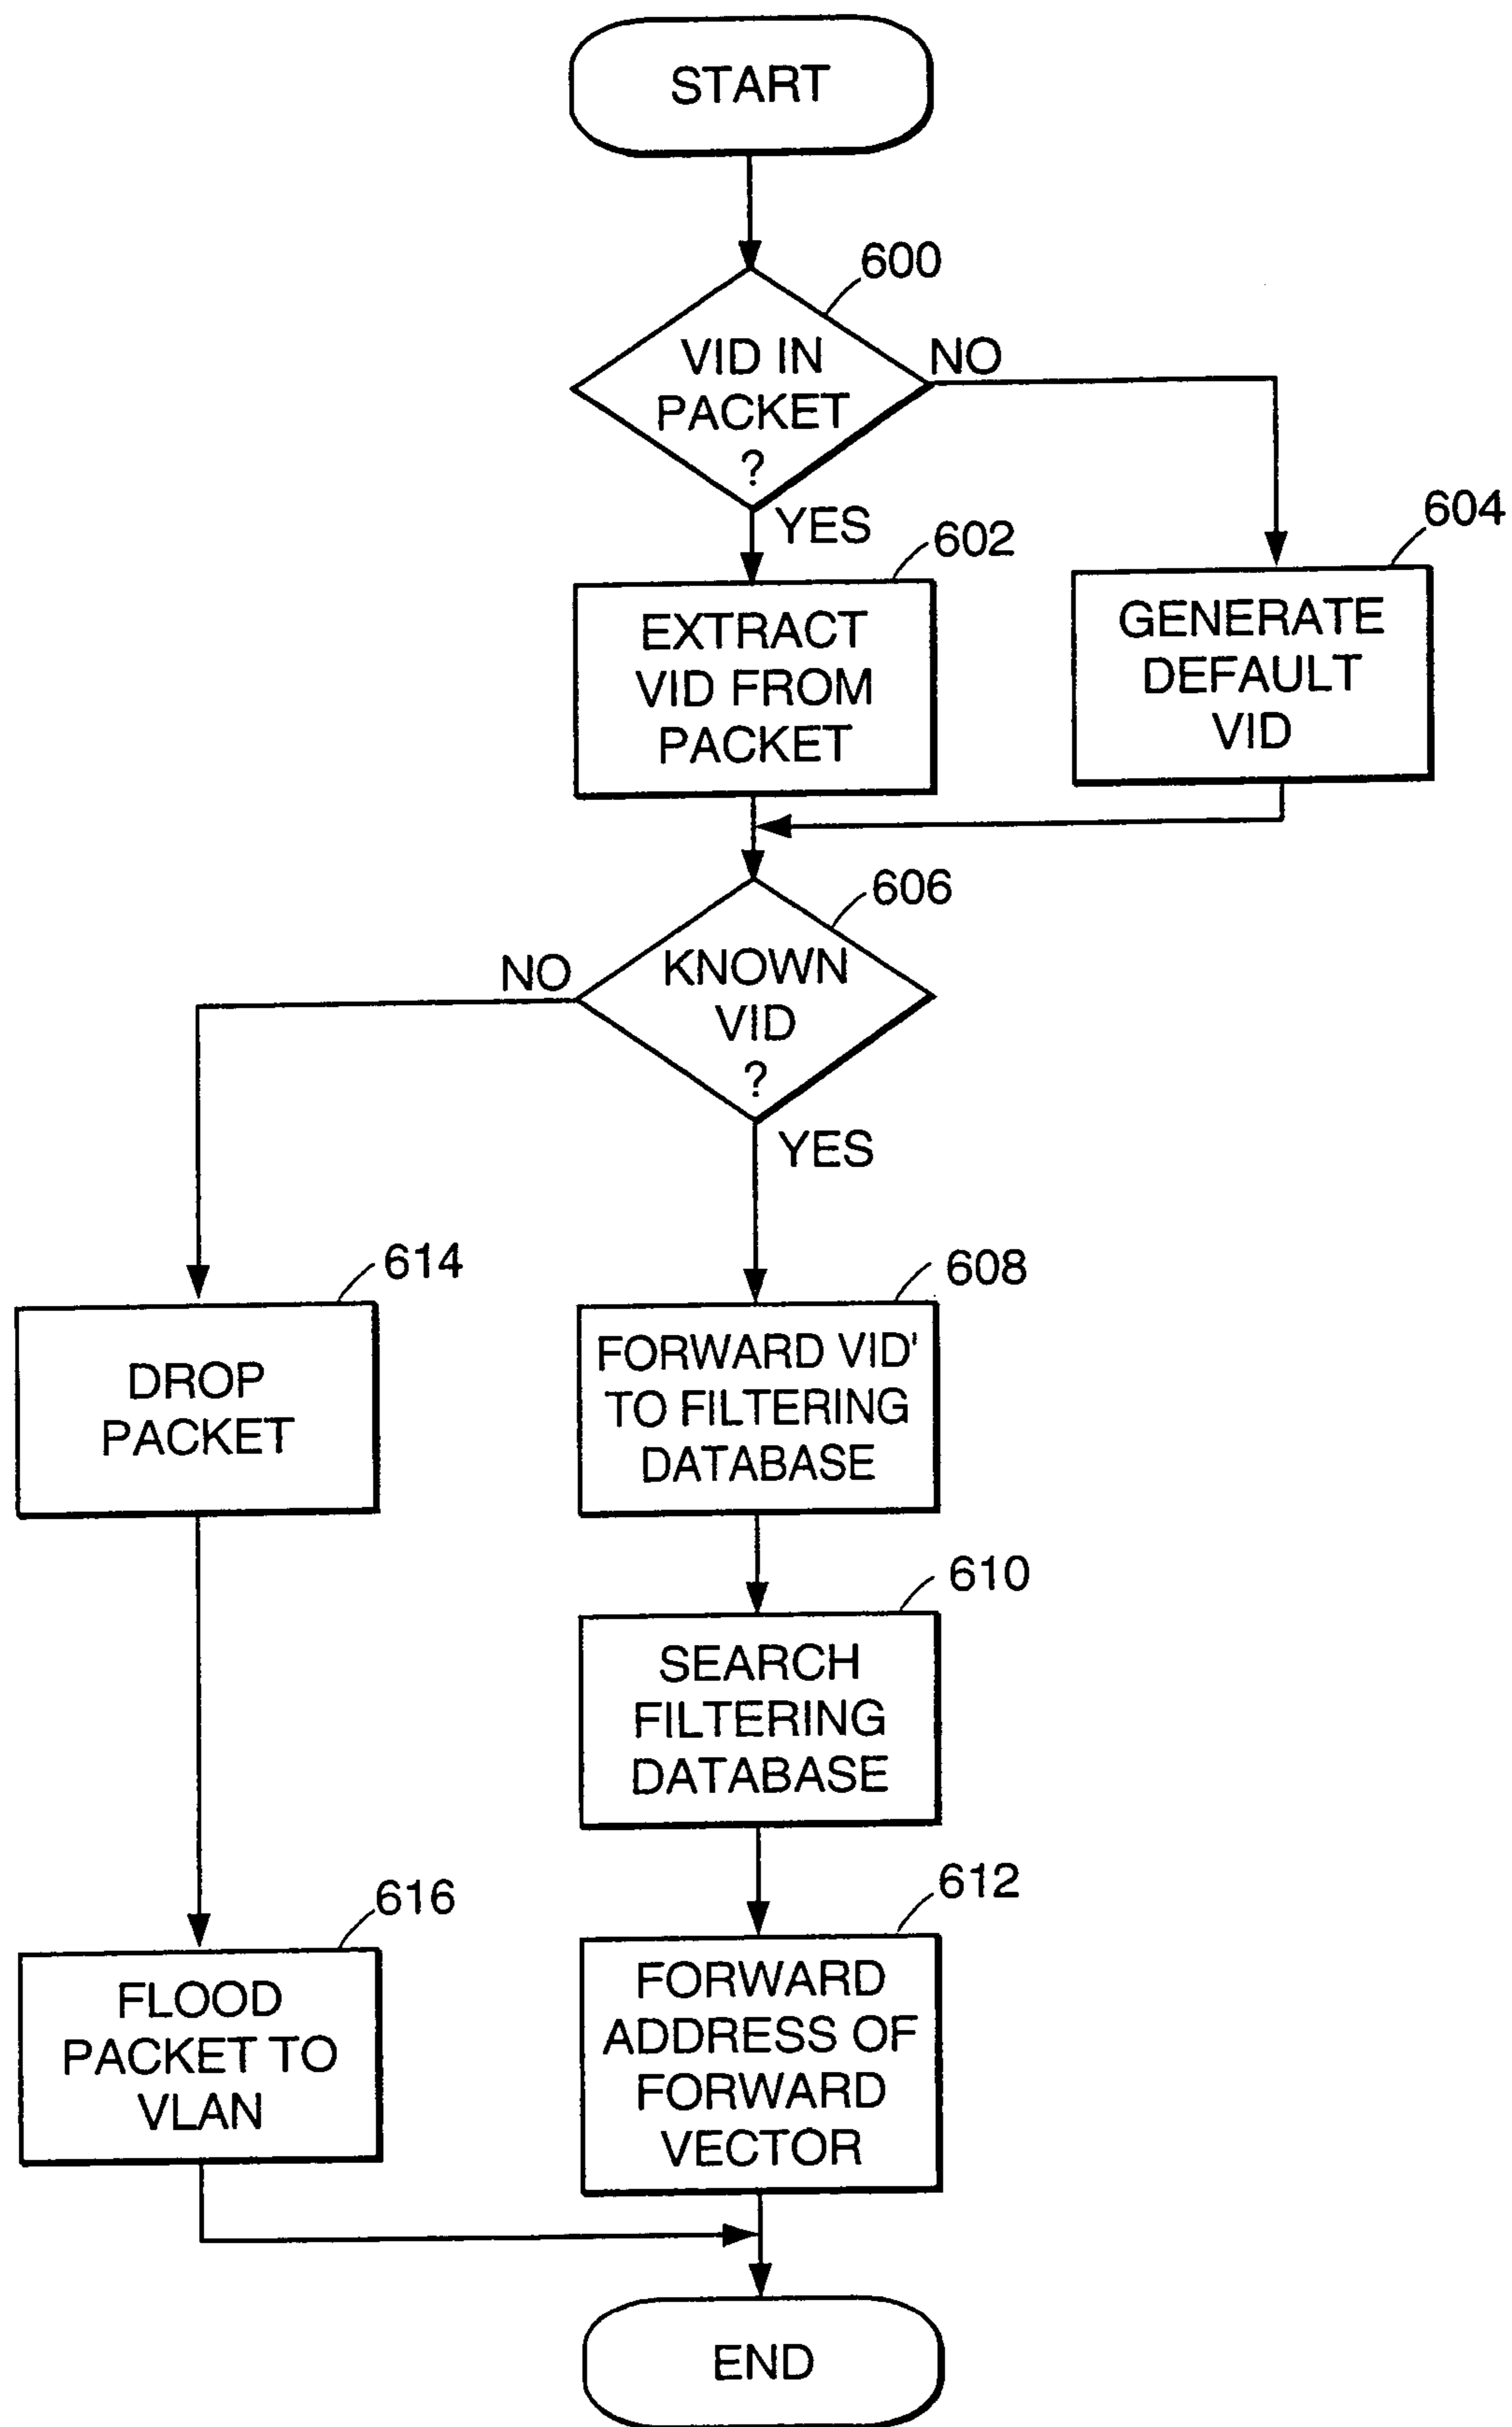 START
600
VID IN
PACKET
?
NO
YES
602
604
EXTRACT
VID FROM
PACKET
GENERATE
DEFAULT
VID
606
KNOWN
VID
?
NO
YES
614
608
DROP
PACKET
FORWARD VID'
TO FILTERING
DATABASE
610
SEARCH
FILTERING
DATABASE
616
612
FLOOD
PACKET TO
VLAN
FORWARD
ADDRESS OF
FORWARD
VECTOR
END